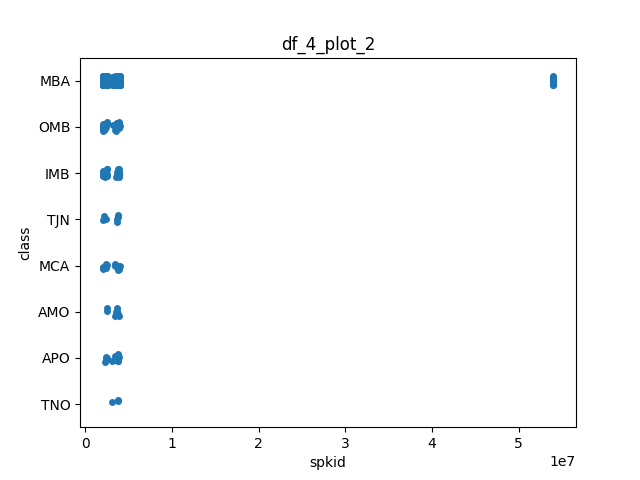 df_4_plot_2
MBA
OMB
IMB
TJN
MCA
AMO
APO
TNO
class
0 1 2 3 4 5
1e7
spkid